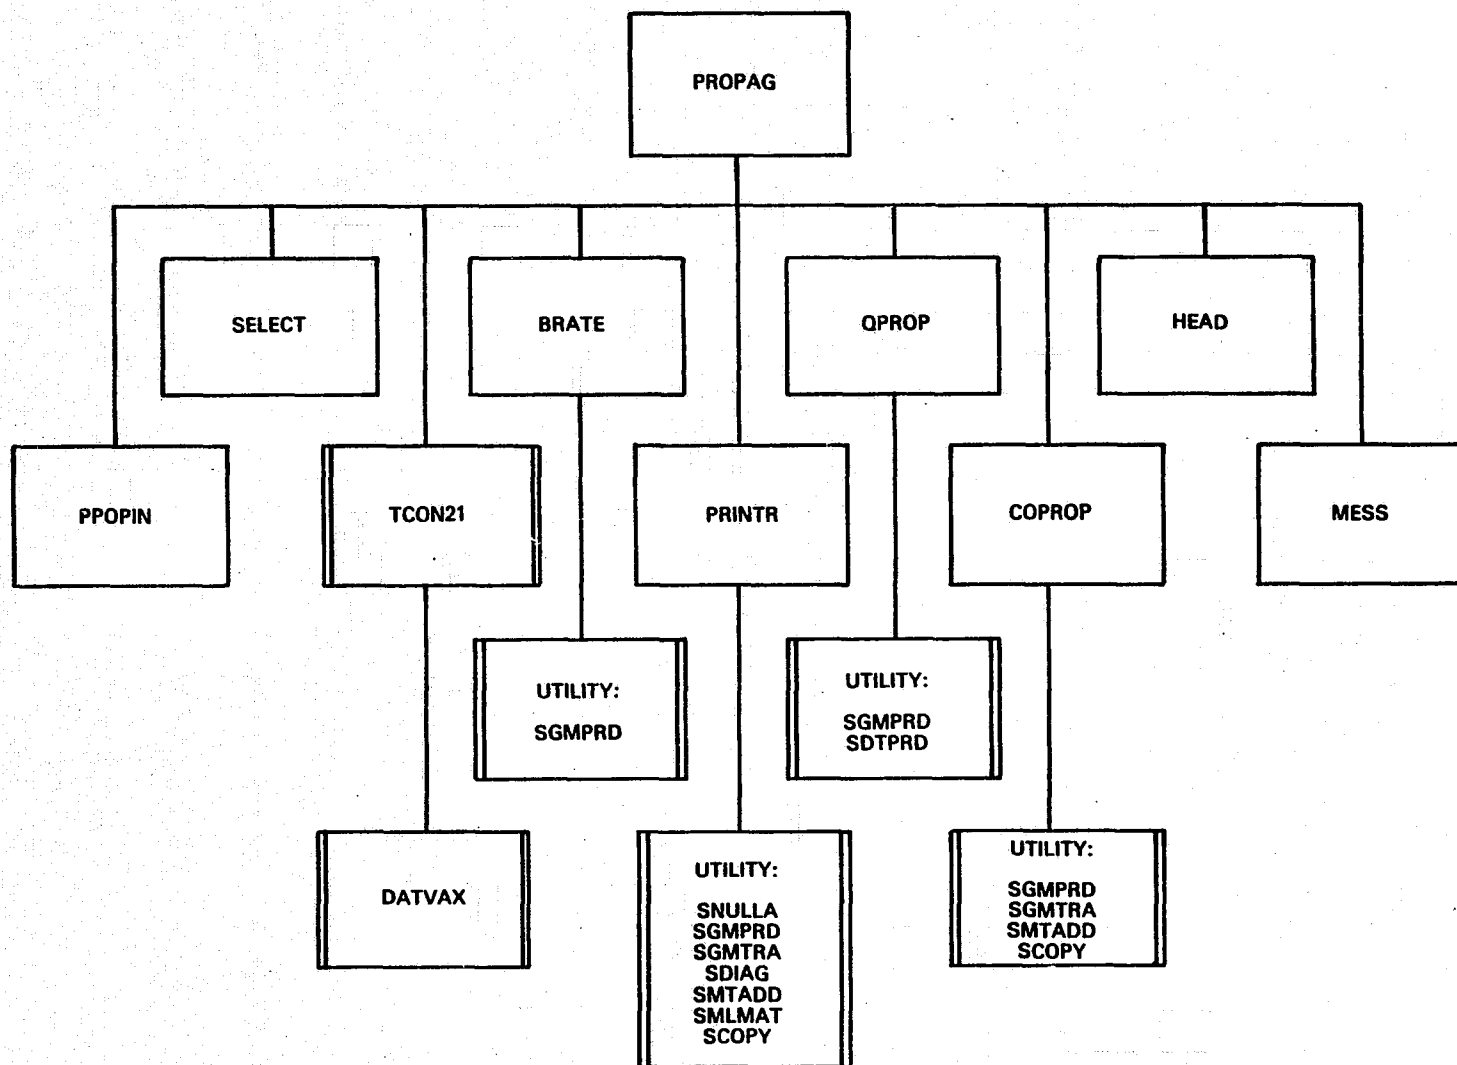 PROPAG
SELECT
BRATE
QPROP
HEAD
PPOPIN
TCON21
PRINTR
COPROP
MESS
UTILITY:
SGMPRD
UTILITY:
SGMPRD
SDTPRD
DATVAX
UTILITY:
SNULLA
SGMPRD
SGMTRA
SDIAG
SMTADD
SMLMAT
SCOPY
UTILITY:
SGMPRD
SGMTRA
SMTADD
SCOPY